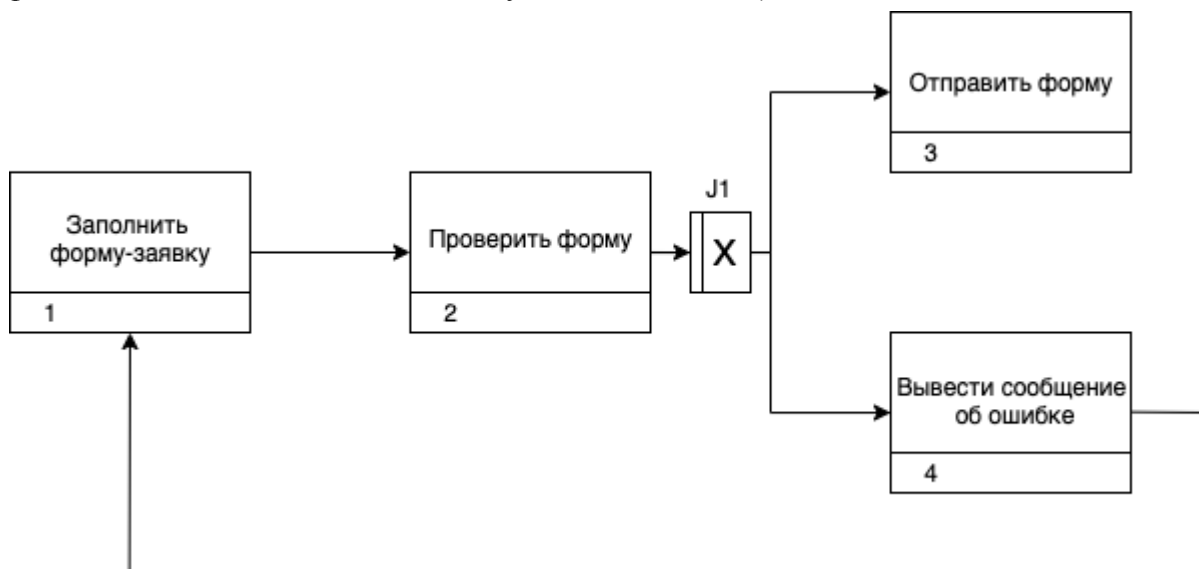 Заполнить
форму-заявку
1
Проверить форму
2
J1
X
Отправить форму
3
Вывести сообщение
об ошибке
4